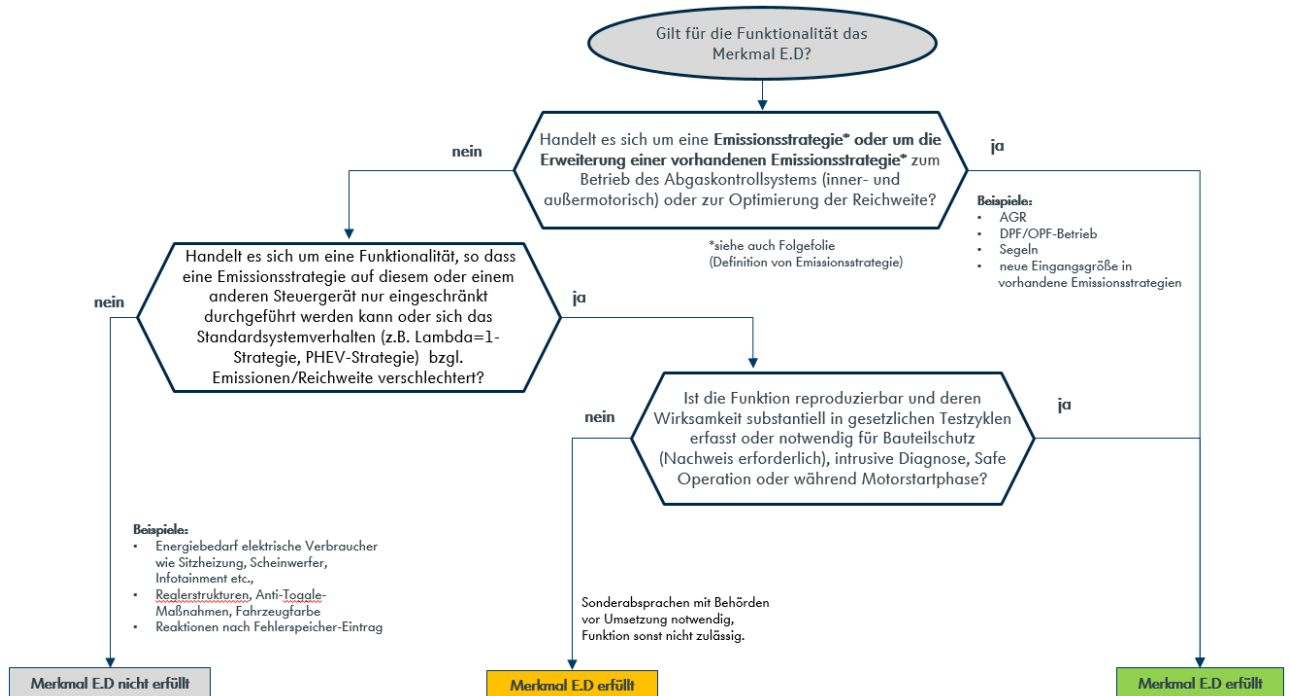 Gilt für die Funktionalität das
Merkmal E.D?
Handelt es sich um eine Emissionsstrategie* oder um die
Erweiterung einer vorhandenen Emissionsstrategie* zum
Betrieb des Abgaskontrollsystems (inner- und
außermotorisch) oder zur Optimierung der Reichweite?
nein
ja
*siehe auch Folgefolie
(Definition von Emissionsstrategie)
Beispiele:
• AGR
• DPF/OPF-Betrieb
• Segeln
• neue Eingangsgröße in
vorhandene Emissionsstrategien
Handelt es sich um eine Funktionalität, so dass
eine Emissionsstrategie auf diesem oder einem
anderen Steuergerät nur eingeschränkt
durchgeführt werden kann oder sich das
Standardsystemverhalten (z.B. Lambda=1-
Strategie, PHEV-Strategie) bzgl.
Emissionen/Reichweite verschlechtert?
nein
ja
Ist die Funktion reproduzierbar und deren
Wirksamkeit substantiell in gesetzlichen Testzyklen
erfasst oder notwendig für Bauteilschutz
(Nachweis erforderlich), intrusive Diagnose, Safe
Operation oder während Motorstartphase?
nein
ja
Beispiele:
• Energiebedarf elektrische Verbraucher
wie Sitzheizung, Scheinwerfer,
Infotainment etc.,
• Reglerstrukturen, Anti-Toggle-
Maßnahmen, Fahrzeugfarbe
• Reaktionen nach Fehlerspeicher-Eintrag
Sonderabsprachen mit Behörden
vor Umsetzung notwendig,
Funktion sonst nicht zulässig.
Merkmal E.D nicht erfüllt
Merkmal E.D erfüllt
Merkmal E.D erfüllt